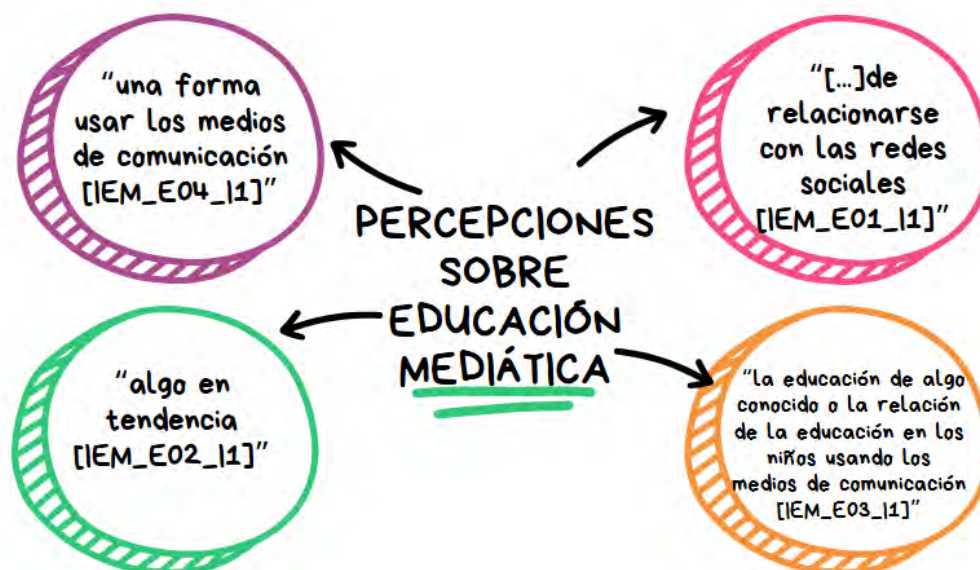 “una forma
usar los medios
de comunicación
[IEM_E04_I1]”
“[...]de
relacionarse
con las redes
sociales
[IEM_E01_I1]”
PERCEPCIONES
SOBRE
EDUCACIÓN
MEDIÁTICA
“algo en
tendencia
[IEM_E02_I1]”
“la educación de algo
conocido o la relación
de la educación en los
niños usando los
medios de comunicación
[IEM_E03_I1]”